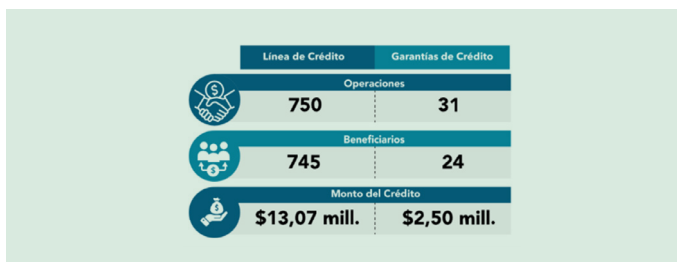 Línea de Crédito Garantías de Crédito
Operaciones
750 31
Beneficiarios
745 24
Monto del Crédito
$13,07 mill. $2,50 mill.